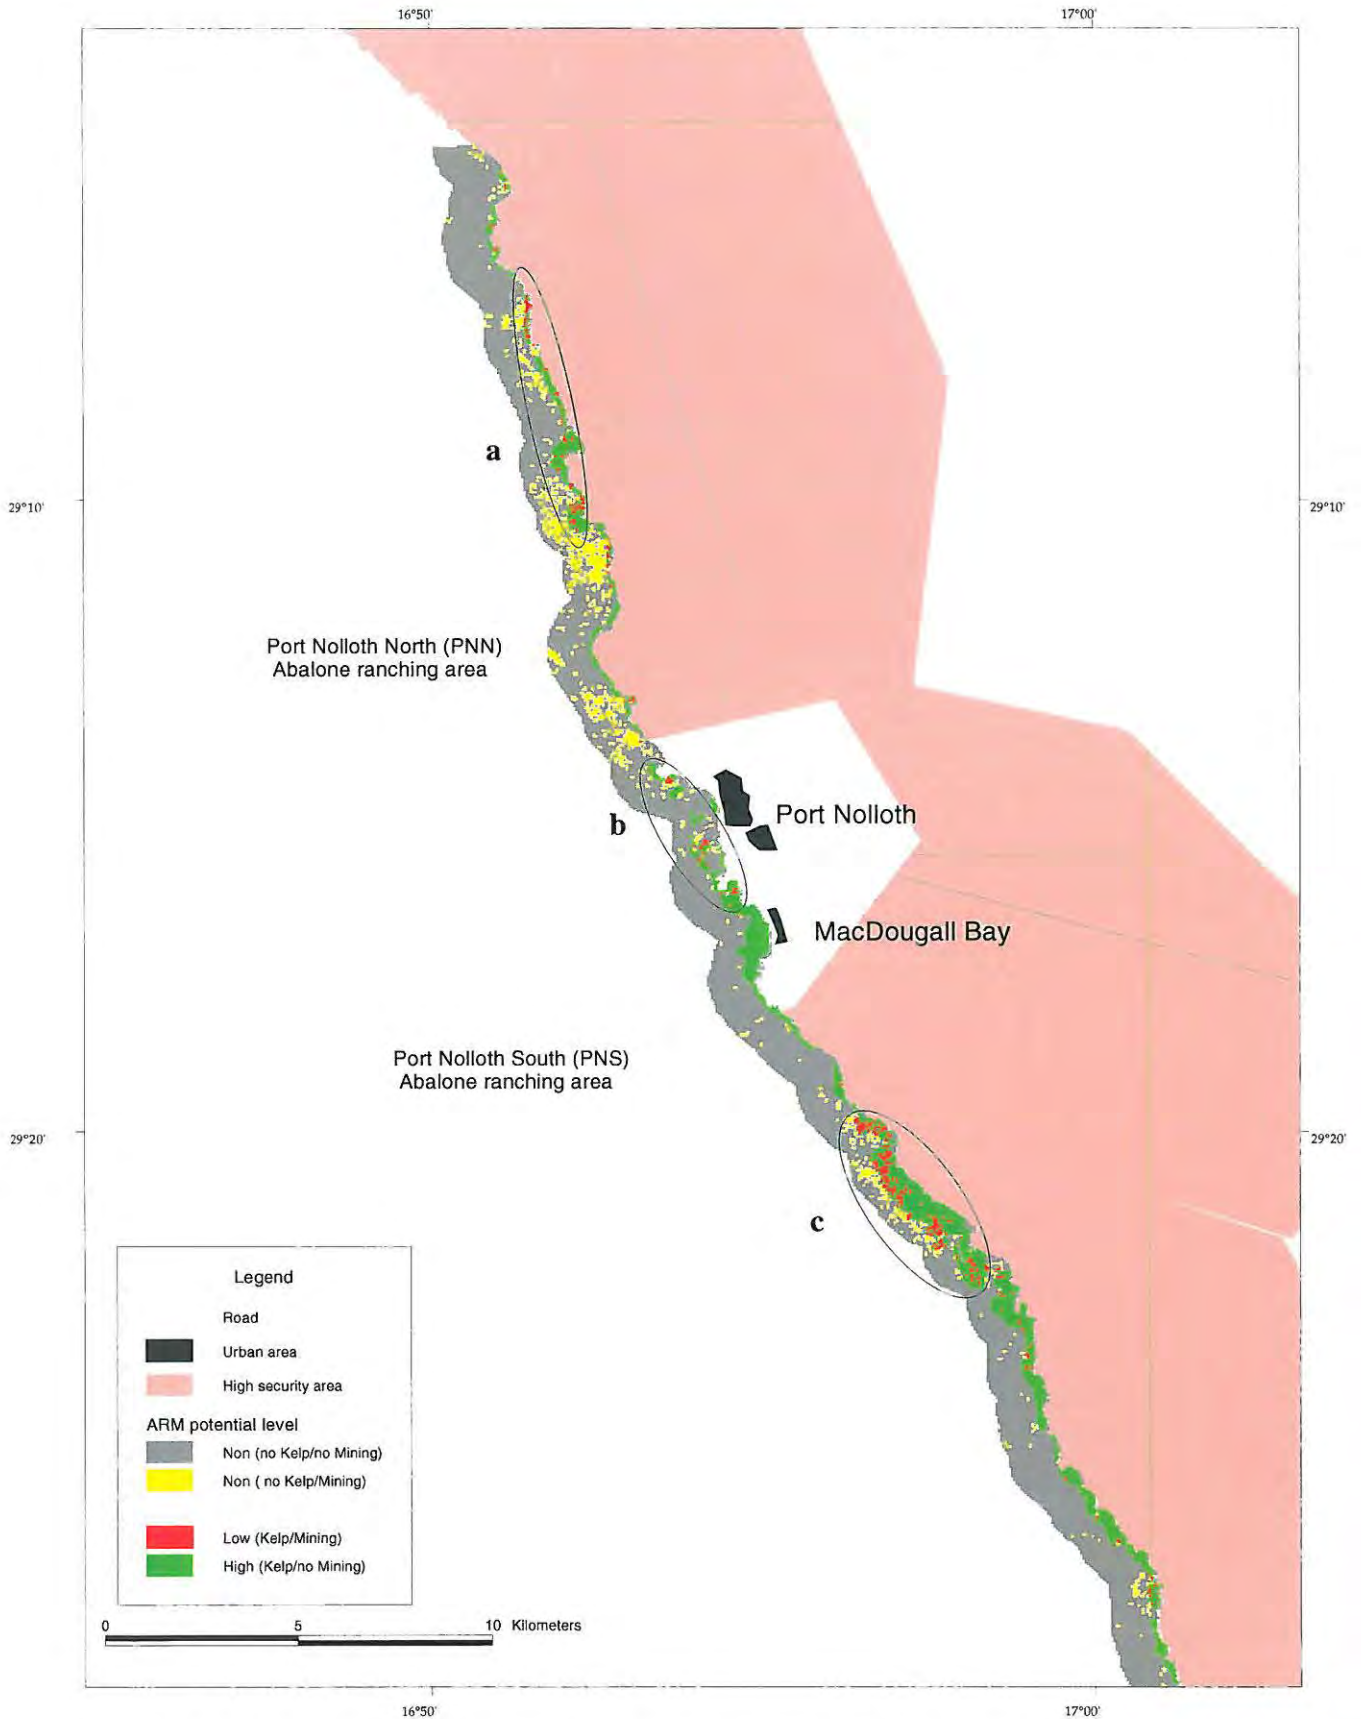 16°50'
17°00'
a
29°10'
29°10'
Port Nolloth North (PNN)
Abalone ranching area
Port Nolloth
b
MacDougall Bay
Port Nolloth South (PNS)
Abalone ranching area
29°20'
29°20'
c
Legend
Road
Urban area
High security area
ARM potential level
Non (no Kelp/no Mining)
Non ( no Kelp/Mining)
Low (Kelp/Mining)
High (Kelp/no Mining)
0 5 10 Kilometers
16°50'
17°00'